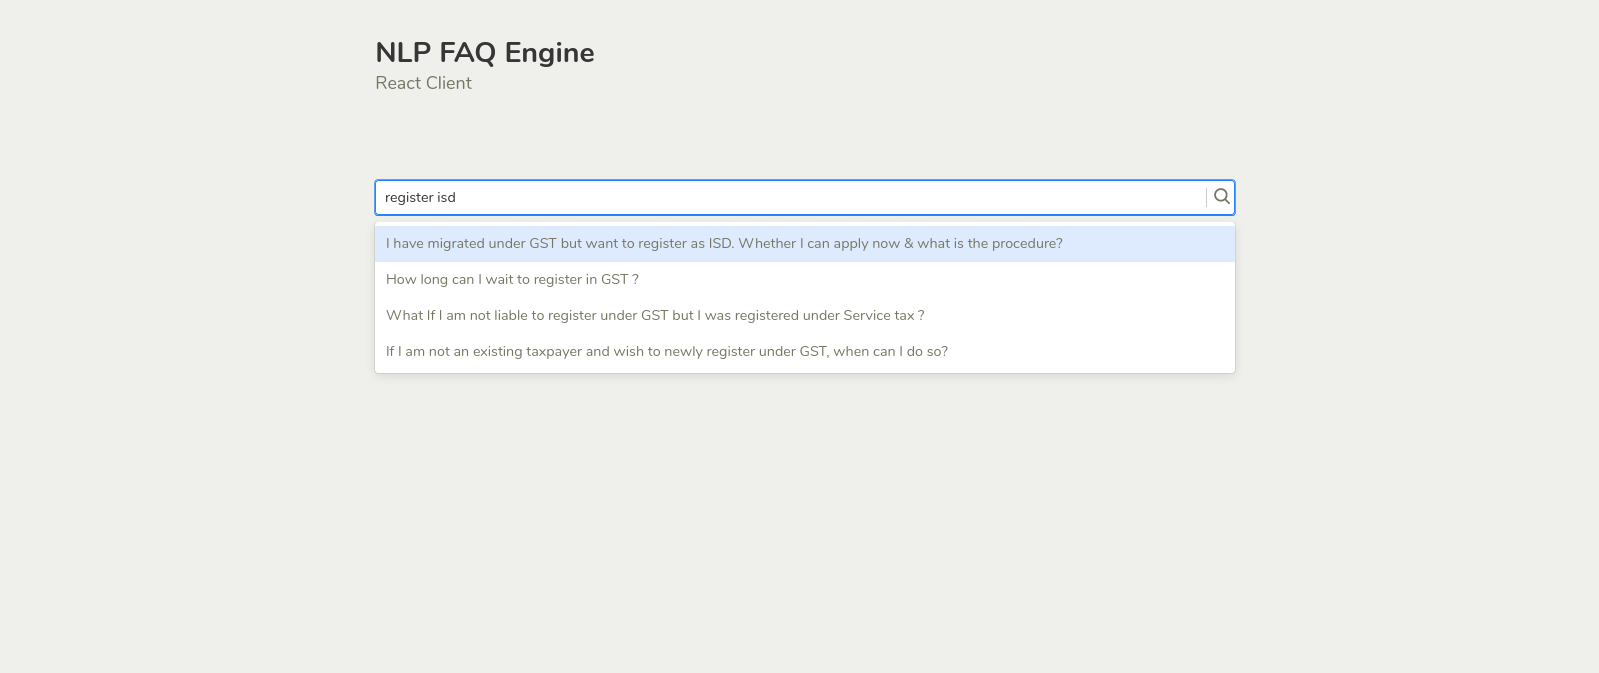 NLP FAQ Engine
React Client
register isd
I have migrated under GST but want to register as ISD. Whether I can apply now & what is the procedure?
How long can I wait to register in GST ?
What If I am not liable to register under GST but I was registered under Service tax ?
If I am not an existing taxpayer and wish to newly register under GST, when can I do so?